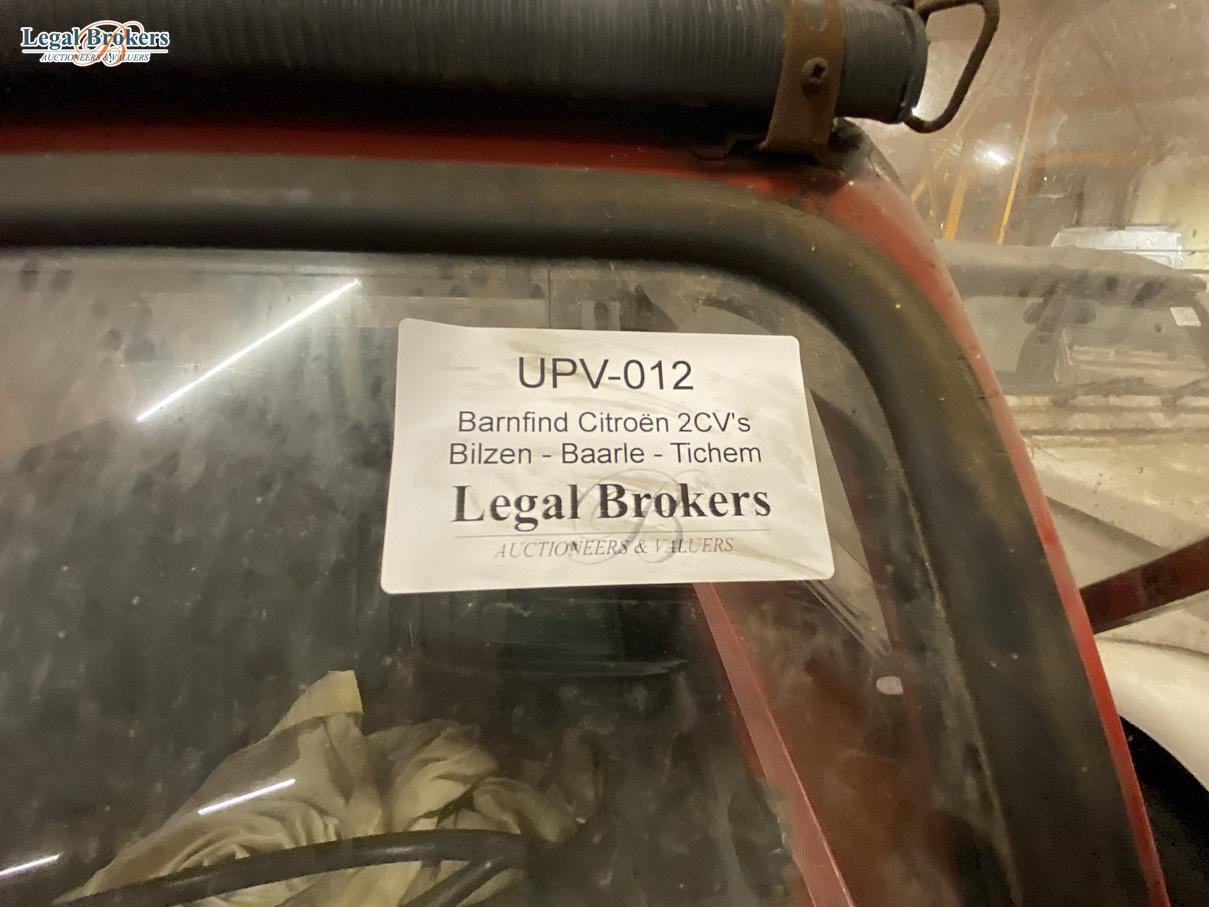 Legal Brokers
AUCTIONEERS & VALUERS
UPV-012
Barnfind Citroën 2CV's
Bilzen - Baarle - Tichem
Legal Brokers
AUCTIONEERS & VALUERS